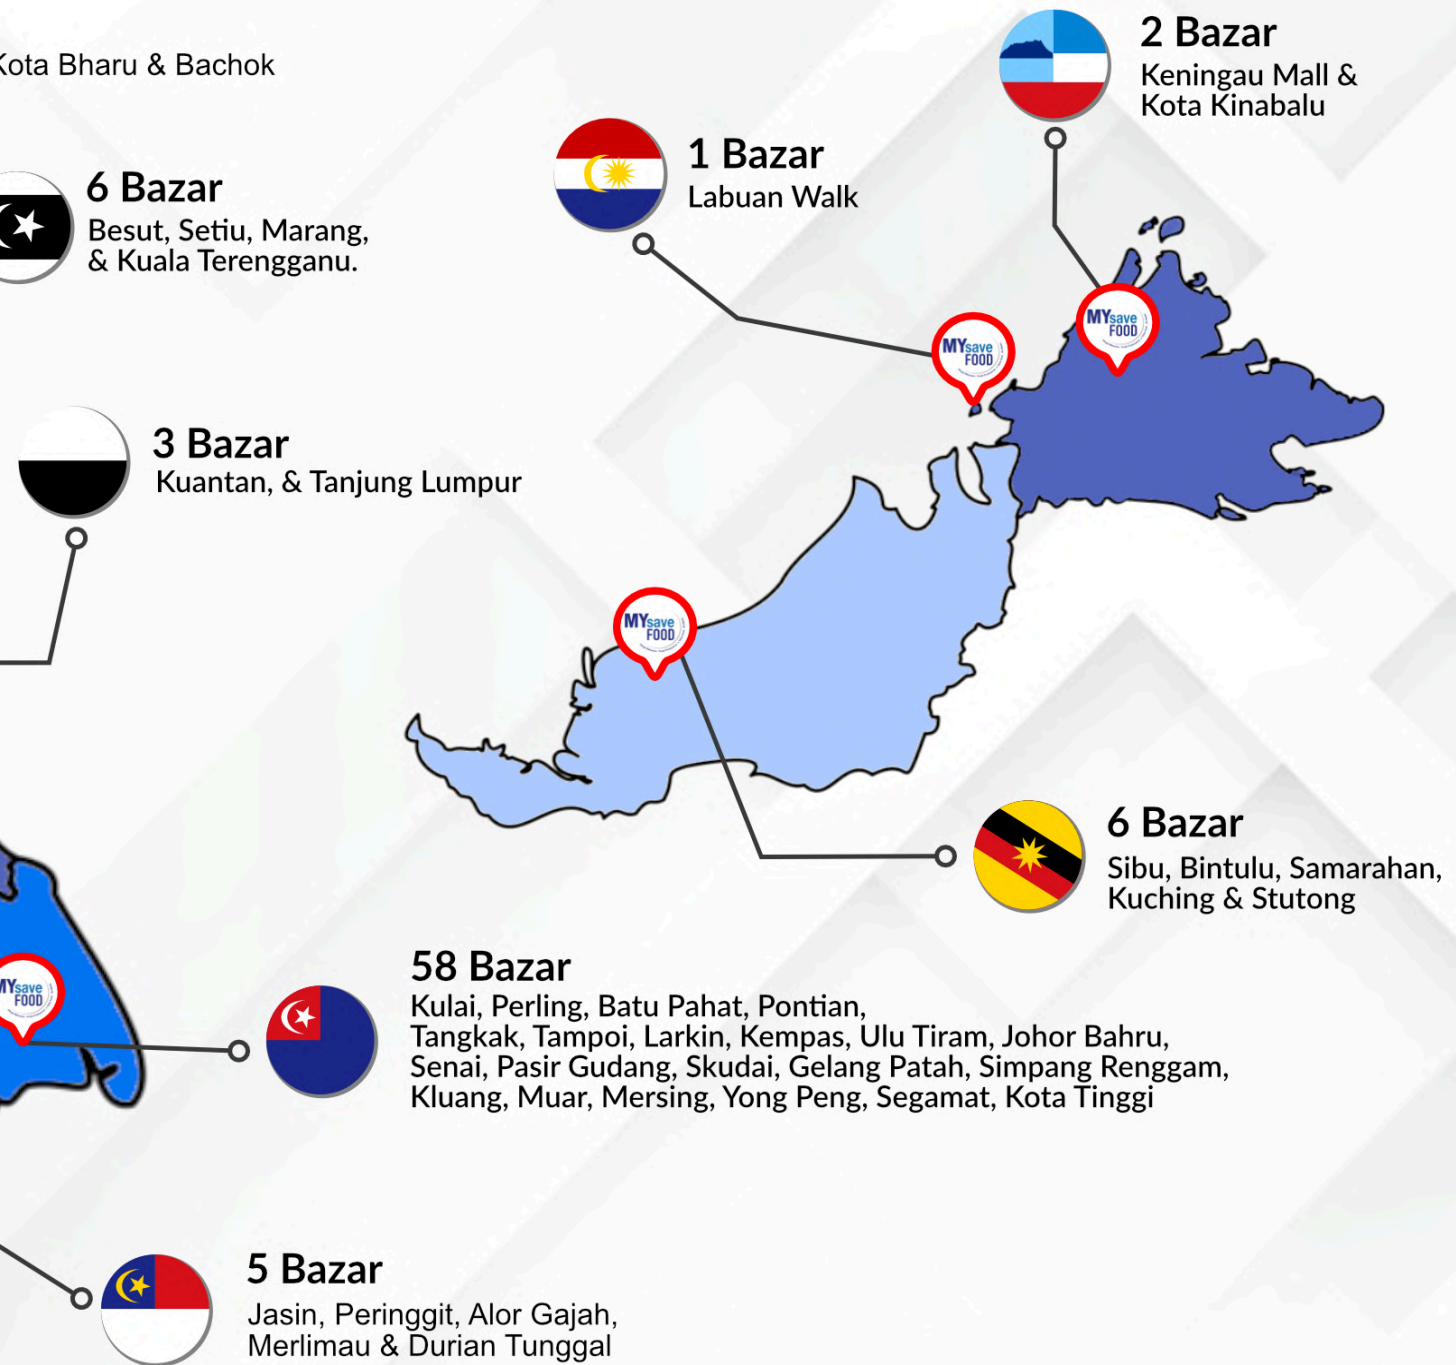 Kota Bharu & Bachok
2 Bazar
Keningau Mall &
Kota Kinabalu
1 Bazar
Labuan Walk
6 Bazar
Besut, Setiu, Marang,
& Kuala Terengganu.
MYsave
FOOD
MYsave
FOOD
3 Bazar
Kuantan, & Tanjung Lumpur
MYsave
FOOD
6 Bazar
Sibu, Bintulu, Samarahan,
Kuching & Stutong
58 Bazar
Kulai, Perling, Batu Pahat, Pontian,
Tangkak, Tampoi, Larkin, Kempas, Ulu Tiram, Johor Bahru,
Senai, Pasir Gudang, Skudai, Gelang Patah, Simpang Renggam,
Kluang, Muar, Mersing, Yong Peng, Segamat, Kota Tinggi
MYsave
FOOD
5 Bazar
Jasin, Peringgit, Alor Gajah,
Merlimau & Durian Tunggal